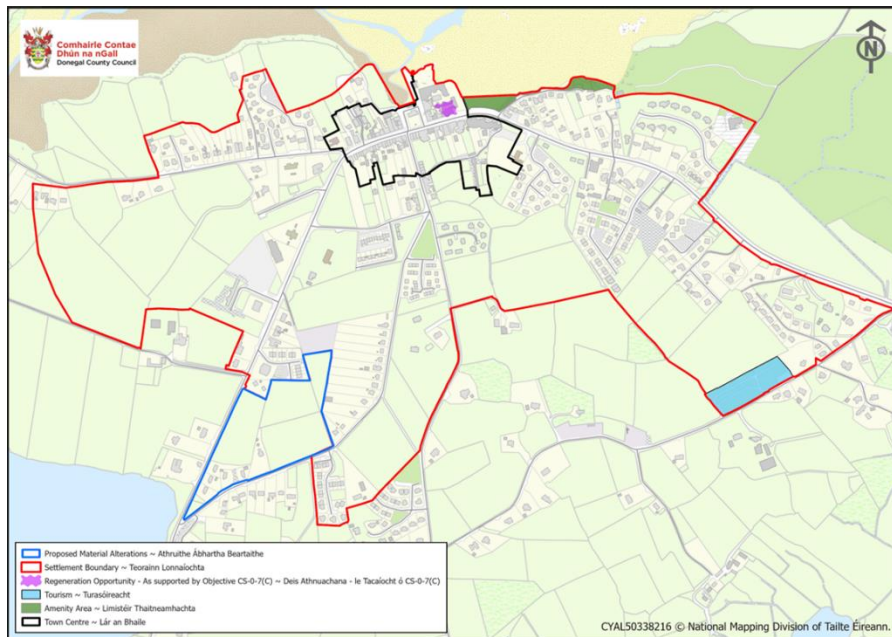 Comhairle Contae
Dhún na nGall
Donegal County Council
N
Proposed Material Alterations ~ Athruithe Ábhartha Beartaithe
Settlement Boundary ~ Teorainn Lonnaíochta
Regeneration Opportunity - As supported by Objective CS-0-7(C) ~ Deis Athnuachana - le Tacaíocht ó CS-0-7(C)
Tourism ~ Turasóireacht
Amenity Area ~ Limistéir Thaitneamhachta
Town Centre ~ Lár an Bhaile
CYAL50338216 © National Mapping Division of Tailte Éireann.